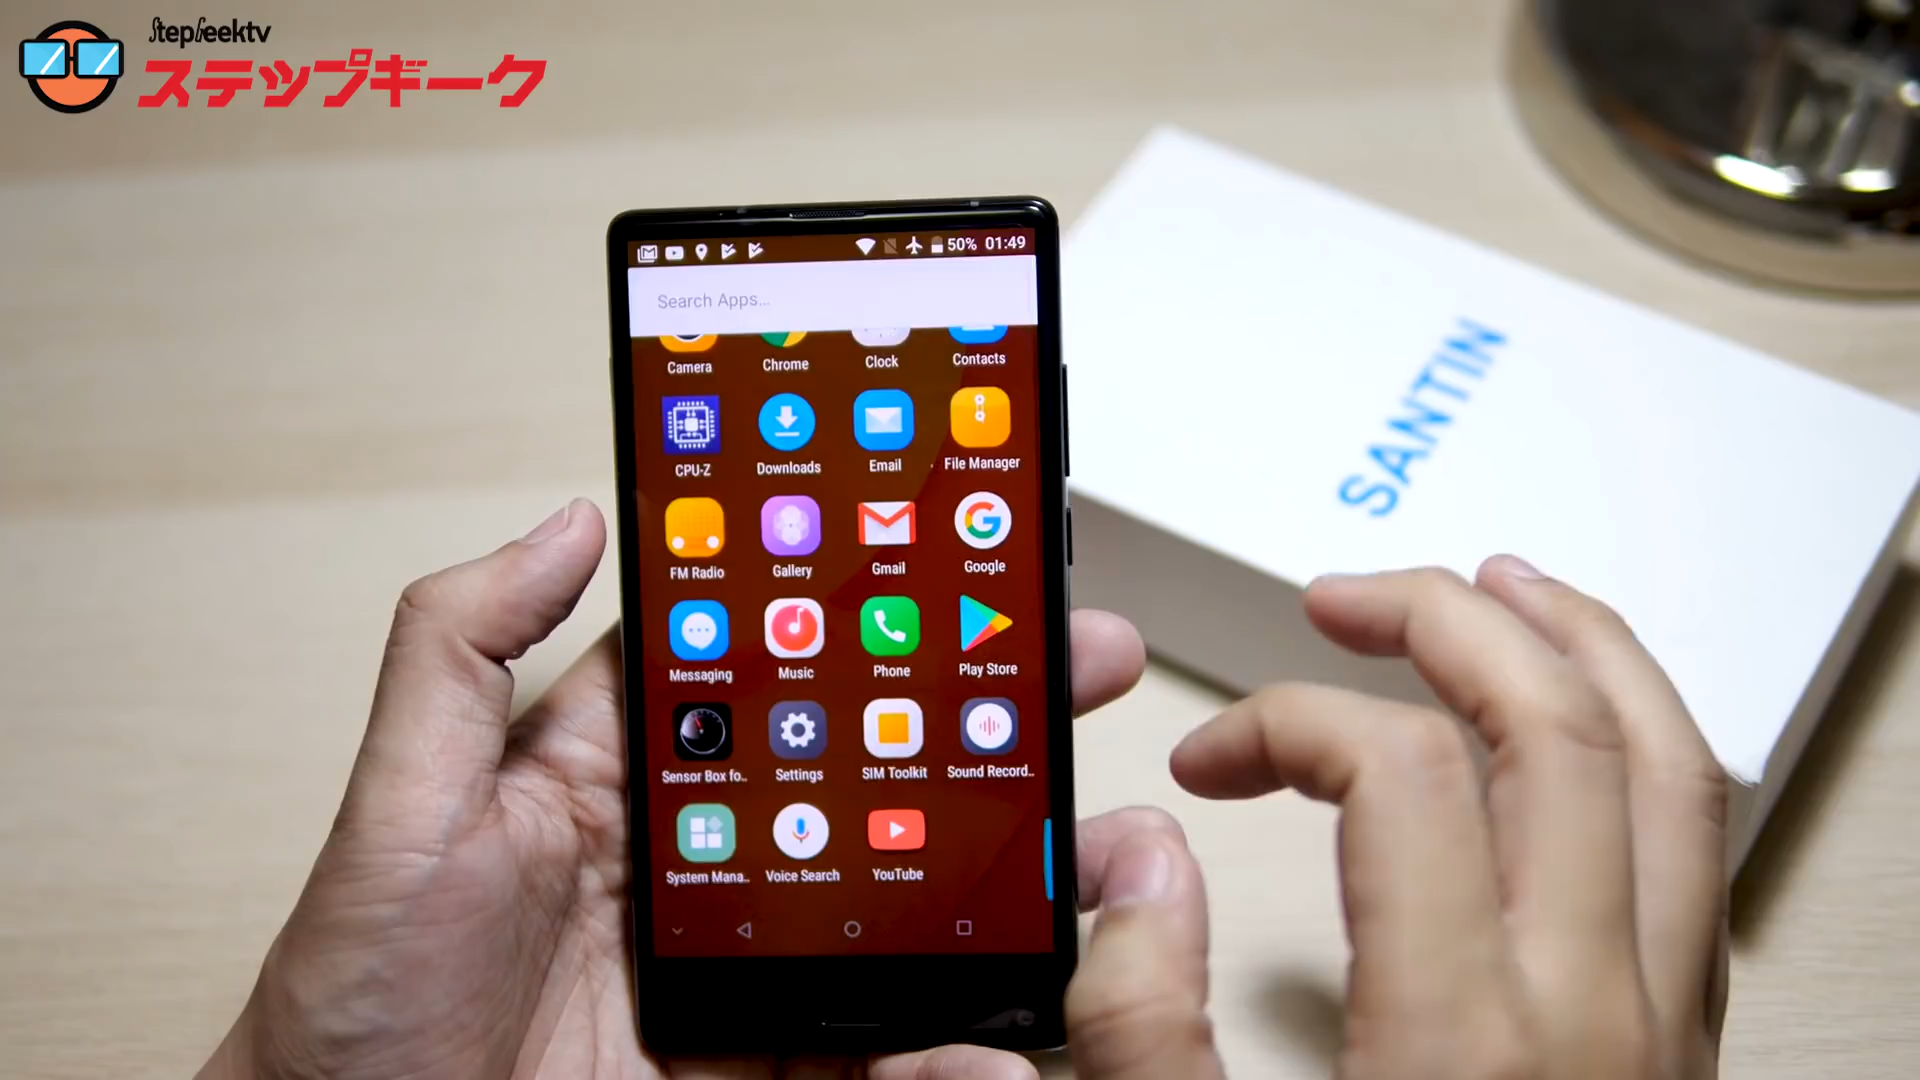 StepGeektv
ステップギーク
50% 01:49
Search Apps...
Camera Chrome Clock Contacts
CPU-Z Downloads Email File Manager
FM Radio Gallery Gmail Google
Messaging Music Phone Play Store
Sensor Box fo.. Settings SIM Toolkit Sound Record..
System Mana.. Voice Search YouTube
SANTIN